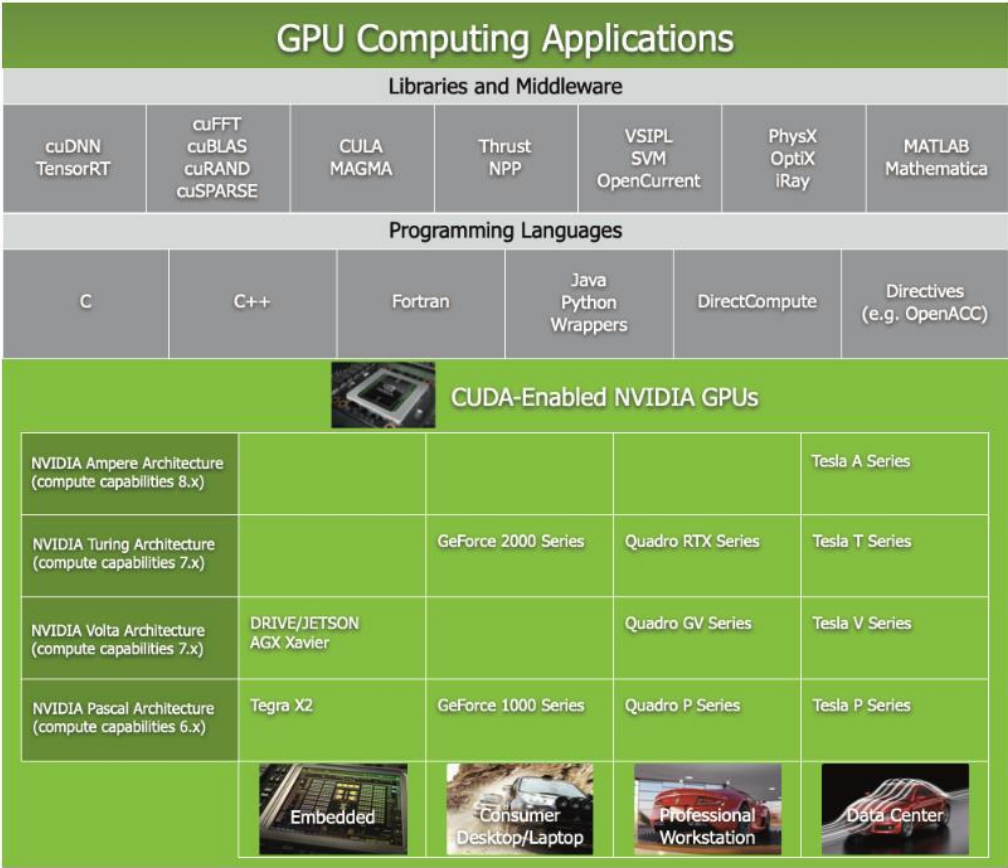 GPU Computing Applications
Libraries and Middleware
cuDNN
TensorRT
cuFFT
cuBLAS
cuRAND
cuSPARSE
CULA
MAGMA
Thrust
NPP
VSIPL
SVM
OpenCurrent
PhysX
OptiX
iRay
MATLAB
Mathematica
Programming Languages
C
C++
Fortran
Java
Python
Wrappers
DirectCompute
Directives
(e.g. OpenACC)
CUDA-Enabled NVIDIA GPUs
NVIDIA Ampere Architecture
(compute capabilities 8.x)
Tesla A Series
NVIDIA Turing Architecture
(compute capabilities 7.x)
GeForce 2000 Series
Quadro RTX Series
Tesla T Series
NVIDIA Volta Architecture
(compute capabilities 7.x)
DRIVE/JETSON
AGX Xavier
Quadro GV Series
Tesla V Series
NVIDIA Pascal Architecture
(compute capabilities 6.x)
Tegra X2
GeForce 1000 Series
Quadro P Series
Tesla P Series
Embedded
Consumer
Desktop/Laptop
Professional
Workstation
Data Center